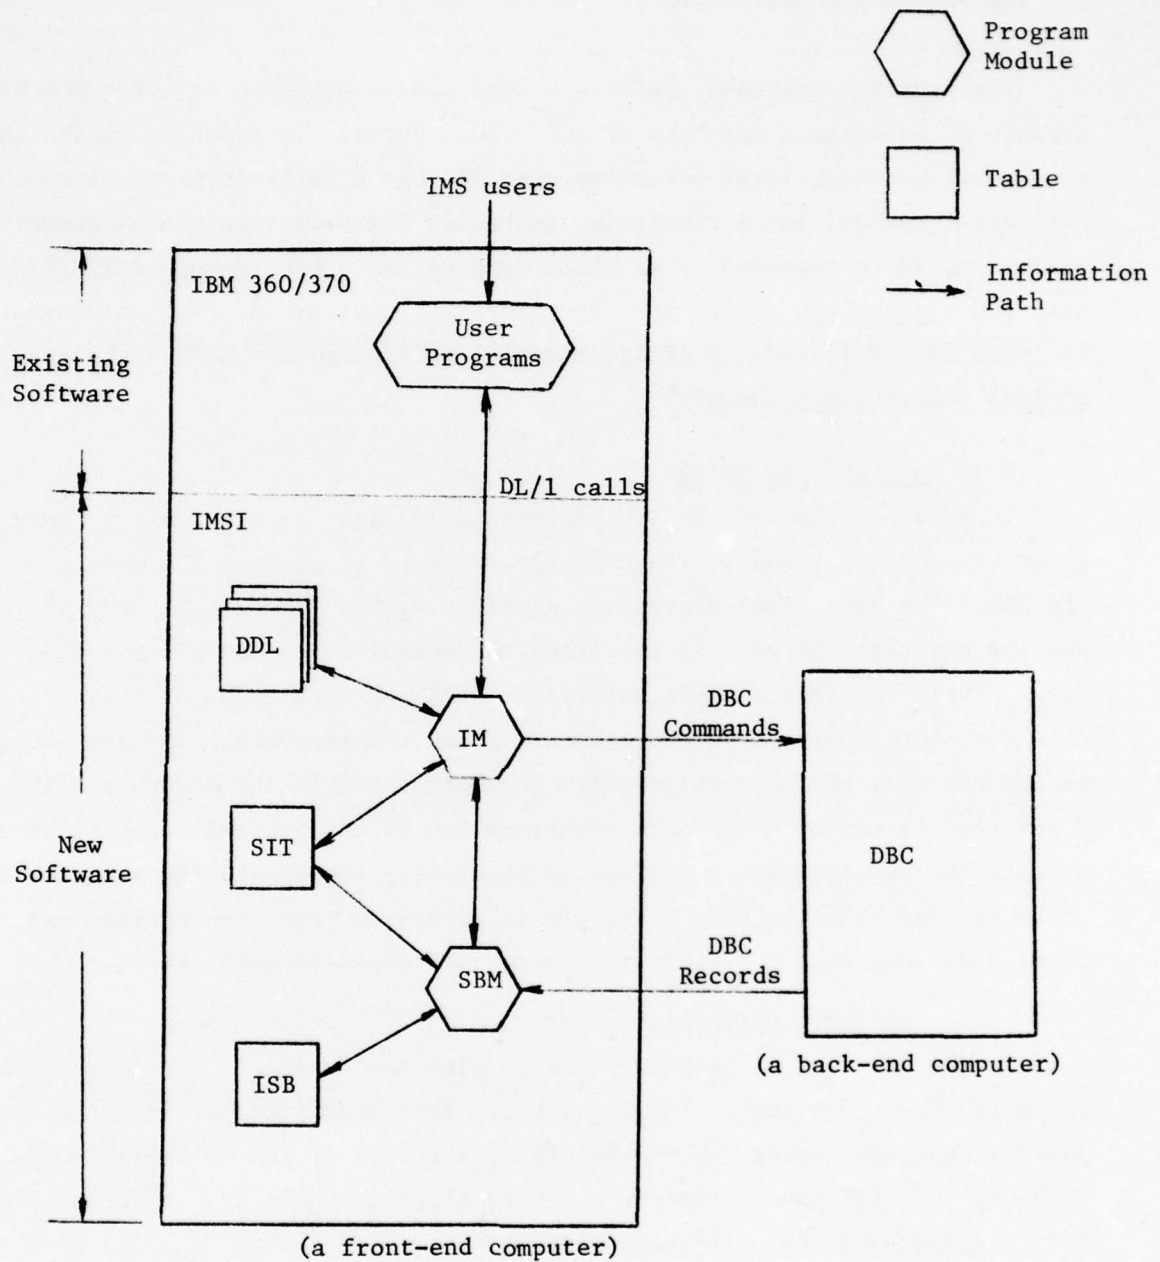 Program
Module
Table
Information
Path
IMS users
IBM 360/370
User
Programs
Existing
Software
DL/1 calls
IMSI
DDL
IM
DBC
Commands
SIT
New
Software
DBC
DBC
Records
SBM
ISB
(a back-end computer)
(a front-end computer)